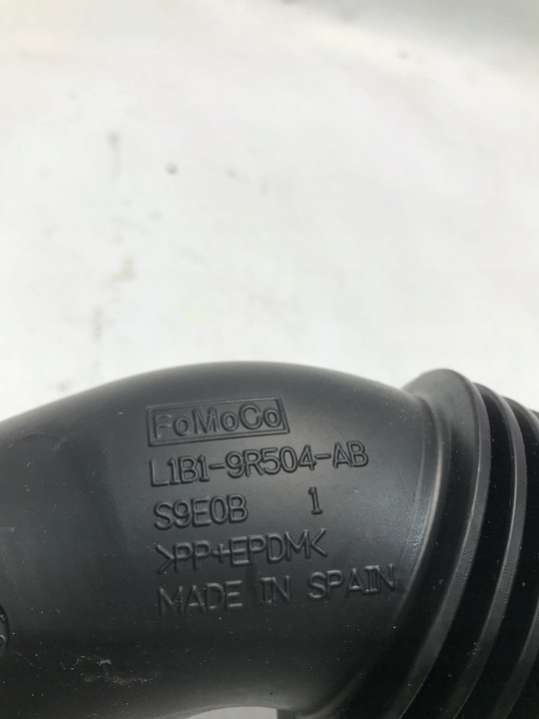 FoMoCo
L1B1-9R504-AB
S9E0B 1
>PP+EPDM<
MADE IN SPAIN